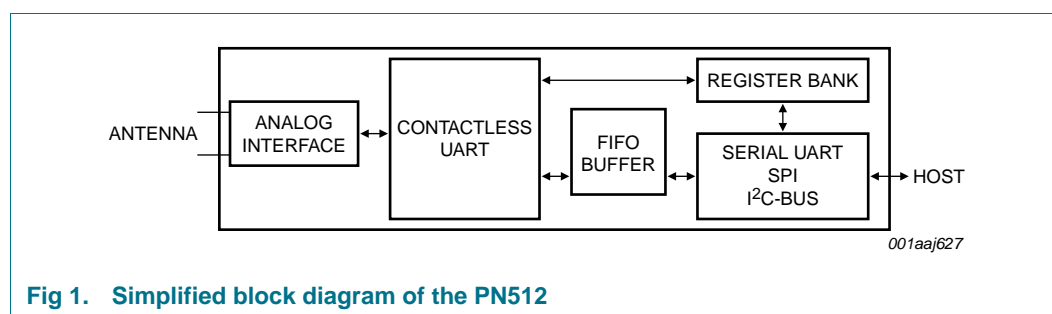 ANTENNA
ANALOG
INTERFACE
CONTACTLESS
UART
FIFO
BUFFER
REGISTER BANK
SERIAL UART
SPI
I²C-BUS
HOST
001aaj627
Fig 1. Simplified block diagram of the PN512